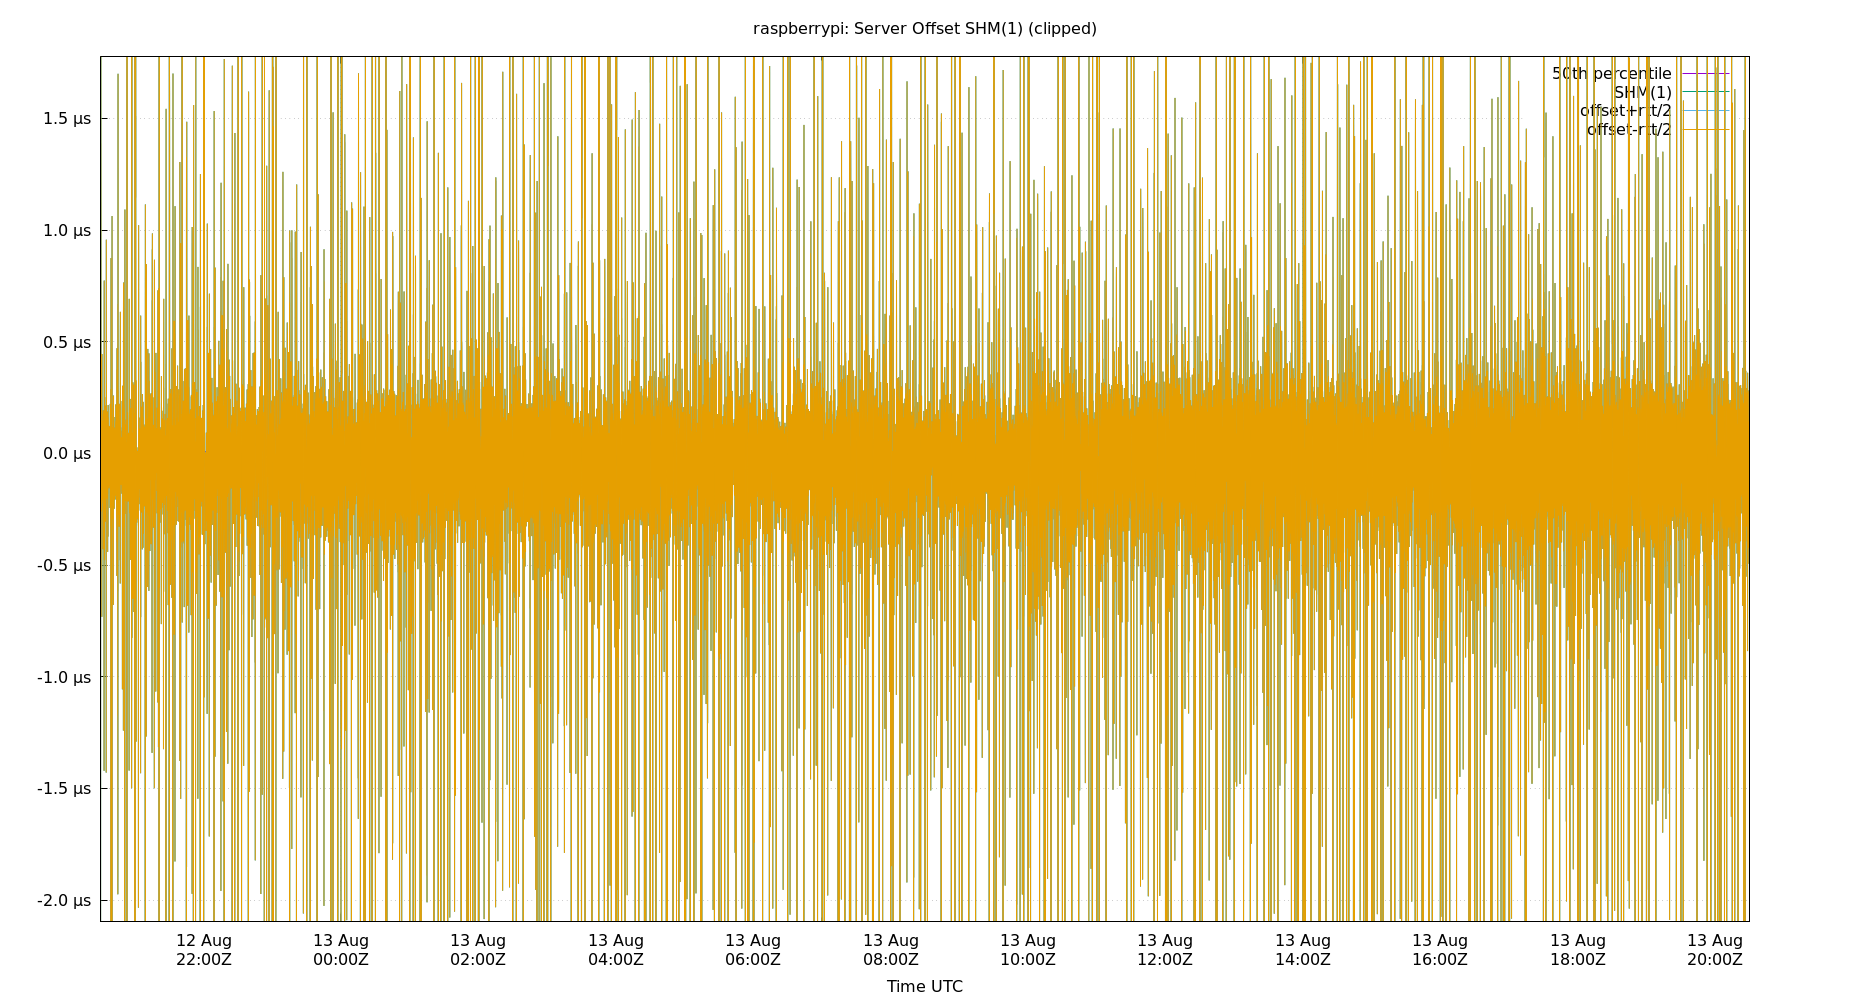 raspberrypi: Server Offset SHM(1) (clipped)
50th percentile
SHM(1)
offset+rtt/2
offset-rtt/2
1.5 µs
1.0 µs
0.5 µs
0.0 µs
-0.5 µs
-1.0 µs
-1.5 µs
-2.0 µs
12 Aug 13 Aug 13 Aug 13 Aug 13 Aug 13 Aug 13 Aug 13 Aug 13 Aug 13 Aug 13 Aug 13 Aug
22:00Z 00:00Z 02:00Z 04:00Z 06:00Z 08:00Z 10:00Z 12:00Z 14:00Z 16:00Z 18:00Z 20:00Z
Time UTC